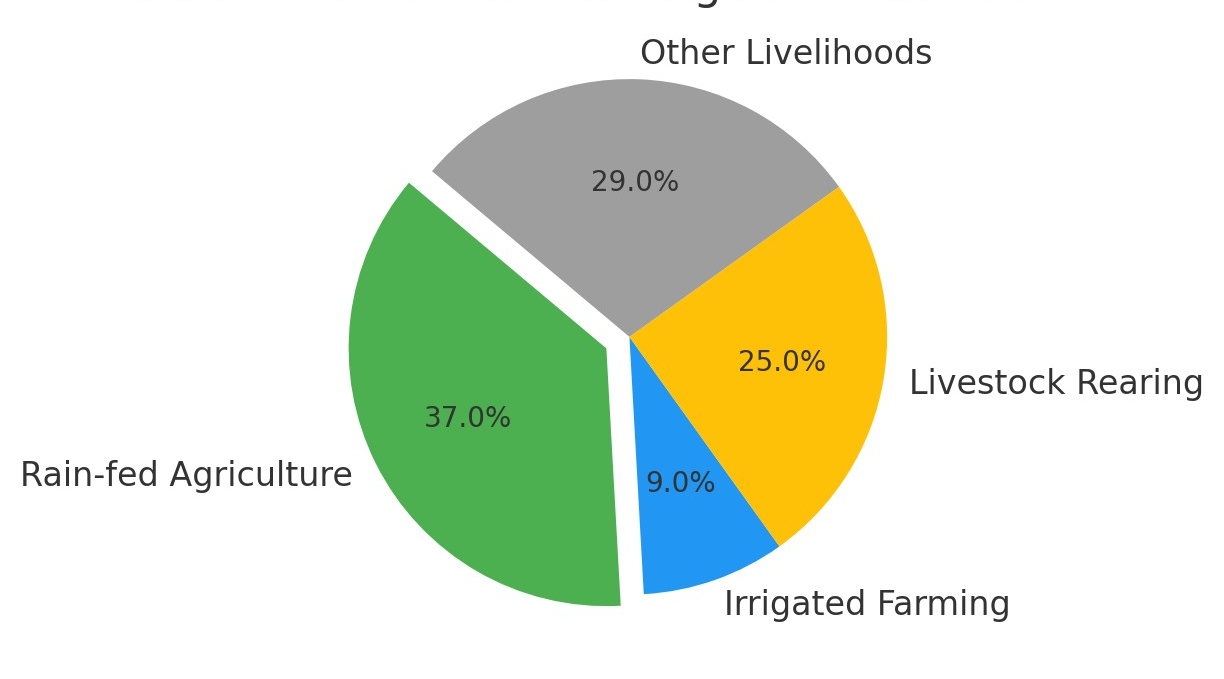 Other Livelihoods
29.0%
25.0%
Livestock Rearing
37.0%
Rain-fed Agriculture
9.0%
Irrigated Farming